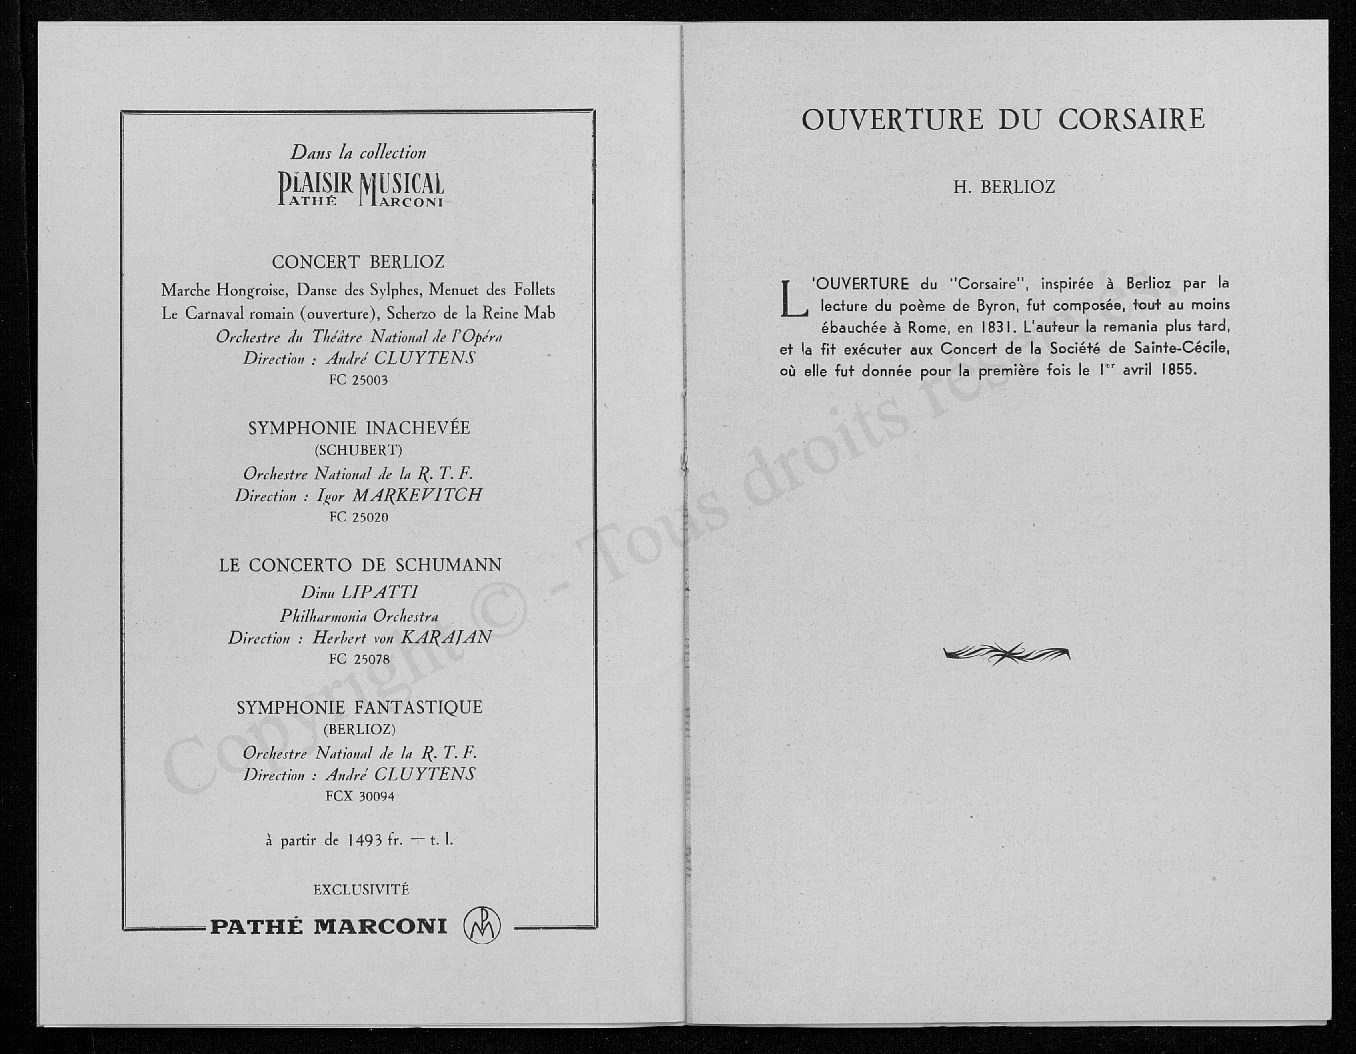 Dans la collection
PLAISIR MUSICAL
PATHÉ MARCONI
CONCERT BERLIOZ
Marche Hongroise, Danse des Sylphes, Menuet des Follets
Le Carnaval romain (ouverture), Scherzo de la Reine Mab
Orchestre du Théâtre National de l'Opéra
Direction : André CLUYTENS
FC 25003
SYMPHONIE INACHEVÉE
(SCHUBERT)
Orchestre National de la R. T. F.
Direction : Igor MARKEVITCH
FC 25020
LE CONCERTO DE SCHUMANN
Dinu LIPATTI
Philharmonia Orchestra
Direction : Herbert von KARAJAN
FC 25078
SYMPHONIE FANTASTIQUE
(BERLIOZ)
Orchestre National de la R. T. F.
Direction : André CLUYTENS
FCX 30094
à partir de 1493 fr. — t. l.
EXCLUSIVITÉ
PATHÉ MARCONI PM
OUVERTURE DU CORSAIRE
H. BERLIOZ
L'OUVERTURE du "Corsaire", inspirée à Berlioz par la
lecture du poème de Byron, fut composée, tout au moins
ébauchée à Rome, en 1831. L'auteur la remania plus tard,
et la fit exécuter aux Concert de la Société de Sainte-Cécile,
où elle fut donnée pour la première fois le 1er avril 1855.
Copyright © - Tous droits réservés.